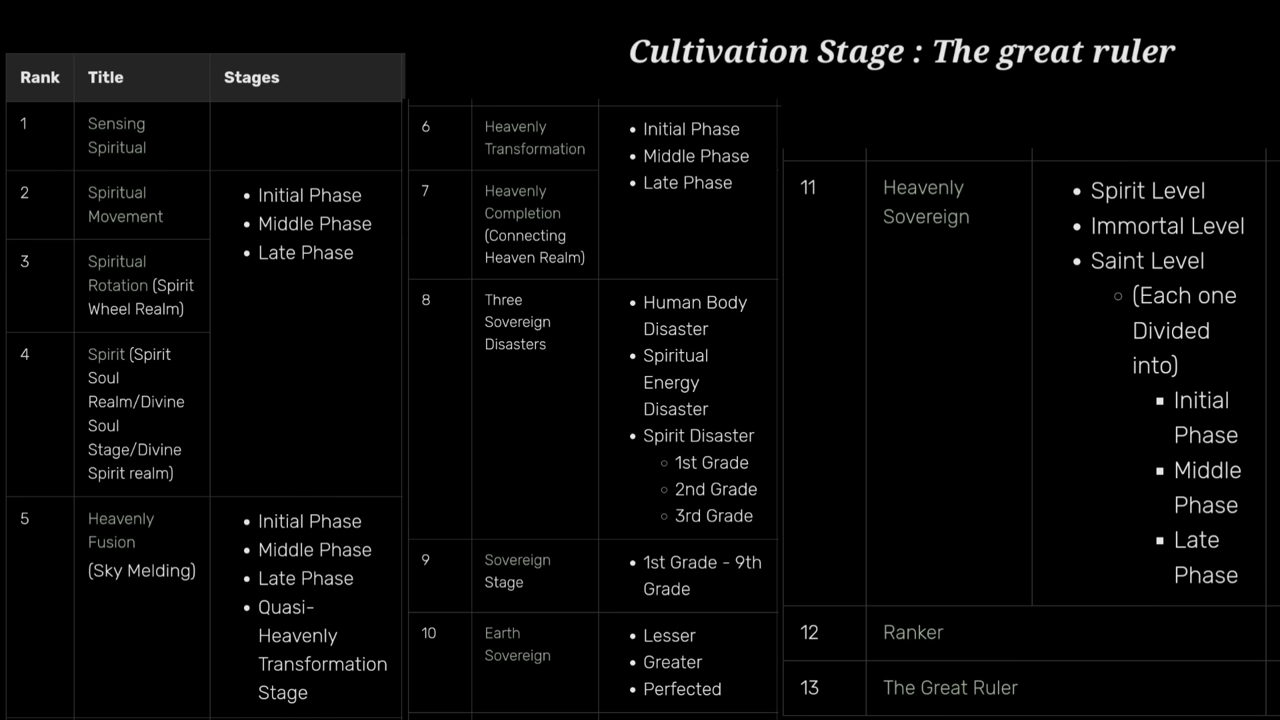 Cultivation Stage : The great ruler
Rank Title Stages
1 Sensing
Spiritual
2 Spiritual
Movement
• Initial Phase
• Middle Phase
• Late Phase
3 Spiritual
Rotation (Spirit
Wheel Realm)
4 Spirit (Spirit
Soul
Realm/Divine
Soul
Stage/Divine
Spirit realm)
5 Heavenly
Fusion
(Sky Melding)
• Initial Phase
• Middle Phase
• Late Phase
• Quasi-
Heavenly
Transformation
Stage
6 Heavenly
Transformation
• Initial Phase
• Middle Phase
• Late Phase
7 Heavenly
Completion
(Connecting
Heaven Realm)
8 Three
Sovereign
Disasters
• Human Body
Disaster
• Spiritual
Energy
Disaster
• Spirit Disaster
○ 1st Grade
○ 2nd Grade
○ 3rd Grade
9 Sovereign
Stage
• 1st Grade - 9th
Grade
10 Earth
Sovereign
• Lesser
• Greater
• Perfected
11 Heavenly
Sovereign
• Spirit Level
• Immortal Level
• Saint Level
○ (Each one
Divided
into)
▪ Initial
Phase
▪ Middle
Phase
▪ Late
Phase
12 Ranker
13 The Great Ruler